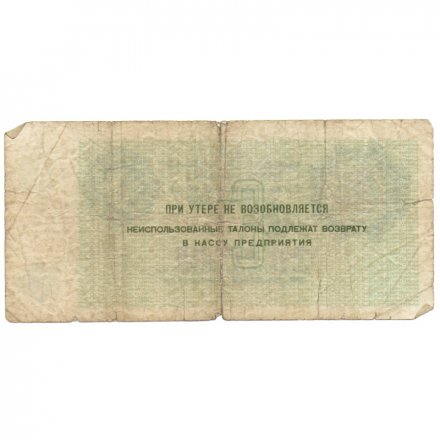 ПРИ УТЕРЕ НЕ ВОЗОБНОВЛЯЕТСЯ
НЕИСПОЛЬЗОВАННЫЕ ТАЛОНЫ ПОДЛЕЖАТ ВОЗВРАТУ
В КАССУ ПРЕДПРИЯТИЯ